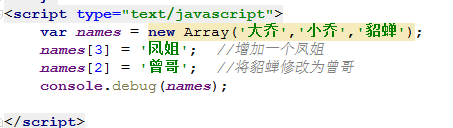 <script type="text/javascript">
var names = new Array('大乔','小乔','貂蝉');
names[3] = '凤姐';  //增加一个凤姐
names[2] = '曾哥';  //将貂蝉修改为曾哥
console.debug(names);
</script>